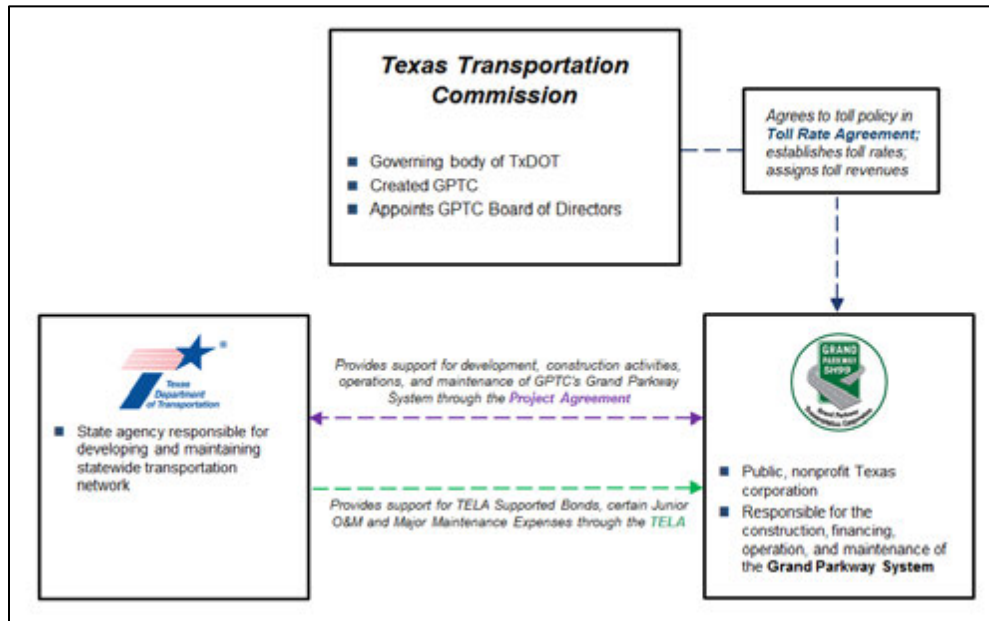 Texas Transportation
Commission
■ Governing body of TxDOT
■ Created GPTC
■ Appoints GPTC Board of Directors
Agrees to toll policy in
Toll Rate Agreement;
establishes toll rates;
assigns toll revenues
®
Texas
Department
of Transportation
■ State agency responsible for
developing and maintaining
statewide transportation
network
Provides support for development, construction activities,
operations, and maintenance of GPTC's Grand Parkway
System through the Project Agreement
Provides support for TELA Supported Bonds, certain Junior
O&M and Major Maintenance Expenses through the TELA
GRAND
PARKWAY
SH99
Grand Parkway
Transportation Corporation
■ Public, nonprofit Texas
corporation
■ Responsible for the
construction, financing,
operation, and maintenance of
the Grand Parkway System